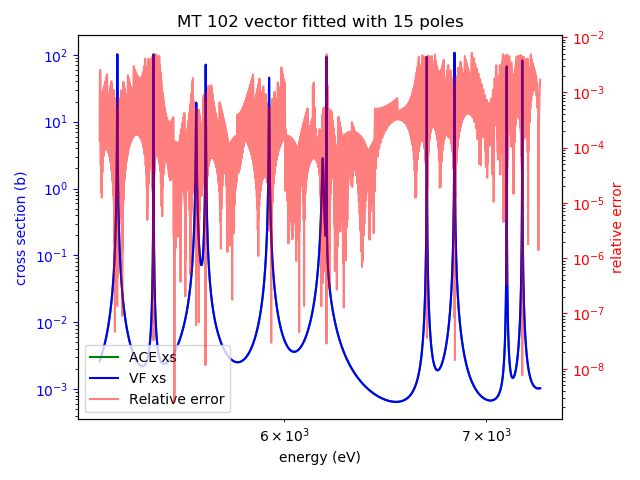 MT 102 vector fitted with 15 poles
10²
10¹
10⁰
10⁻¹
10⁻²
10⁻³
cross section (b)
10⁻²
10⁻³
10⁻⁴
10⁻⁵
10⁻⁶
10⁻⁷
10⁻⁸
relative error
ACE xs
VF xs
Relative error
6 × 10³
7 × 10³
energy (eV)